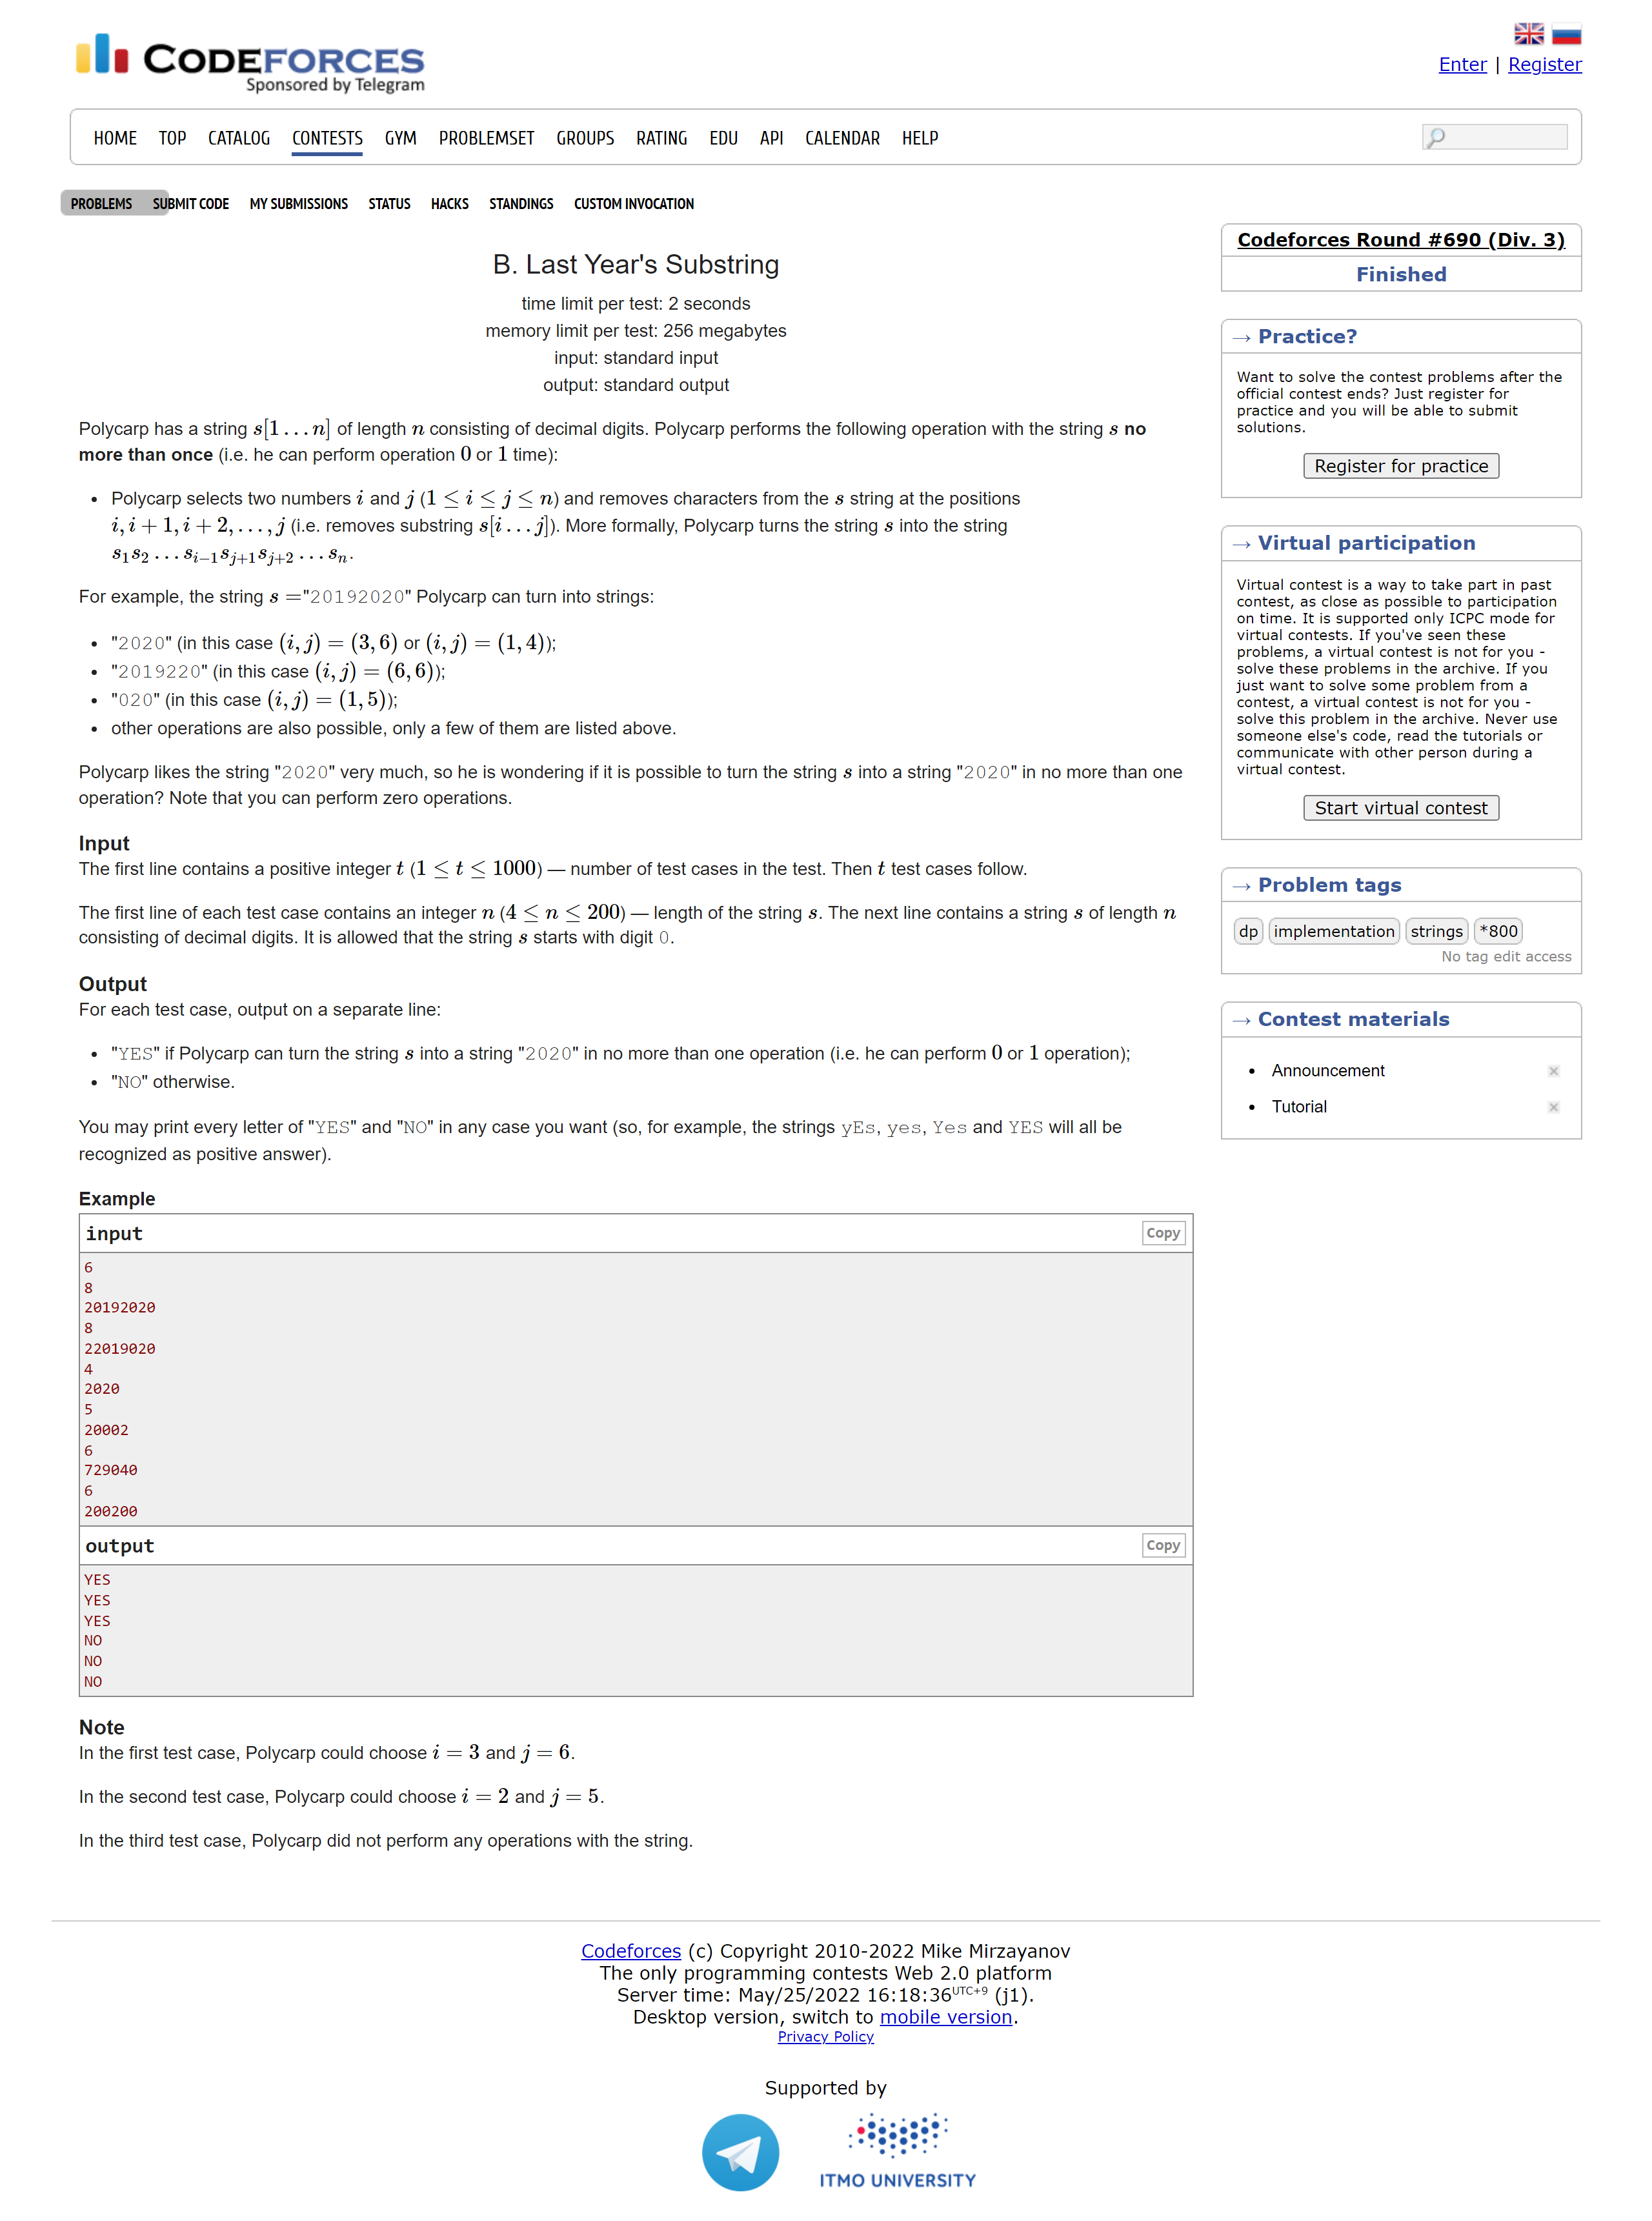 CODEFORCES
Sponsored by Telegram
Enter | Register
HOME TOP CATALOG CONTESTS GYM PROBLEMSET GROUPS RATING EDU API CALENDAR HELP
PROBLEMS SUBMIT CODE MY SUBMISSIONS STATUS HACKS STANDINGS CUSTOM INVOCATION
B. Last Year's Substring
time limit per test: 2 seconds
memory limit per test: 256 megabytes
input: standard input
output: standard output
Polycarp has a string s[1…n] of length n consisting of decimal digits. Polycarp performs the following operation with the string s no
more than once (i.e. he can perform operation 0 or 1 time):
• Polycarp selects two numbers i and j (1 ≤ i ≤ j ≤ n) and removes characters from the s string at the positions
i, i + 1, i + 2, …, j (i.e. removes substring s[i…j]). More formally, Polycarp turns the string s into the string
s₁s₂…sᵢ₋₁sⱼ₊₁sⱼ₊₂…sₙ.
For example, the string s ="20192020" Polycarp can turn into strings:
• "2020" (in this case (i, j) = (3, 6) or (i, j) = (1, 4));
• "2019220" (in this case (i, j) = (6, 6));
• "020" (in this case (i, j) = (1, 5));
• other operations are also possible, only a few of them are listed above.
Polycarp likes the string "2020" very much, so he is wondering if it is possible to turn the string s into a string "2020" in no more than one
operation? Note that you can perform zero operations.
Input
The first line contains a positive integer t (1 ≤ t ≤ 1000) — number of test cases in the test. Then t test cases follow.
The first line of each test case contains an integer n (4 ≤ n ≤ 200) — length of the string s. The next line contains a string s of length n
consisting of decimal digits. It is allowed that the string s starts with digit 0.
Output
For each test case, output on a separate line:
• "YES" if Polycarp can turn the string s into a string "2020" in no more than one operation (i.e. he can perform 0 or 1 operation);
• "NO" otherwise.
You may print every letter of "YES" and "NO" in any case you want (so, for example, the strings yEs, yes, Yes and YES will all be
recognized as positive answer).
Example
input Copy
6
8
20192020
8
22019020
4
2020
5
20002
6
729040
6
200200
output Copy
YES
YES
YES
NO
NO
NO
Note
In the first test case, Polycarp could choose i = 3 and j = 6.
In the second test case, Polycarp could choose i = 2 and j = 5.
In the third test case, Polycarp did not perform any operations with the string.
Codeforces Round #690 (Div. 3)
Finished
→ Practice?
Want to solve the contest problems after the
official contest ends? Just register for
practice and you will be able to submit
solutions.
Register for practice
→ Virtual participation
Virtual contest is a way to take part in past
contest, as close as possible to participation
on time. It is supported only ICPC mode for
virtual contests. If you've seen these
problems, a virtual contest is not for you -
solve these problems in the archive. If you
just want to solve some problem from a
contest, a virtual contest is not for you -
solve this problem in the archive. Never use
someone else's code, read the tutorials or
communicate with other person during a
virtual contest.
Start virtual contest
→ Problem tags
dp implementation strings *800
No tag edit access
→ Contest materials
• Announcement ×
• Tutorial ×
Codeforces (c) Copyright 2010-2022 Mike Mirzayanov
The only programming contests Web 2.0 platform
Server time: May/25/2022 16:18:36 UTC+9 (j1).
Desktop version, switch to mobile version.
Privacy Policy
Supported by
ITMO UNIVERSITY